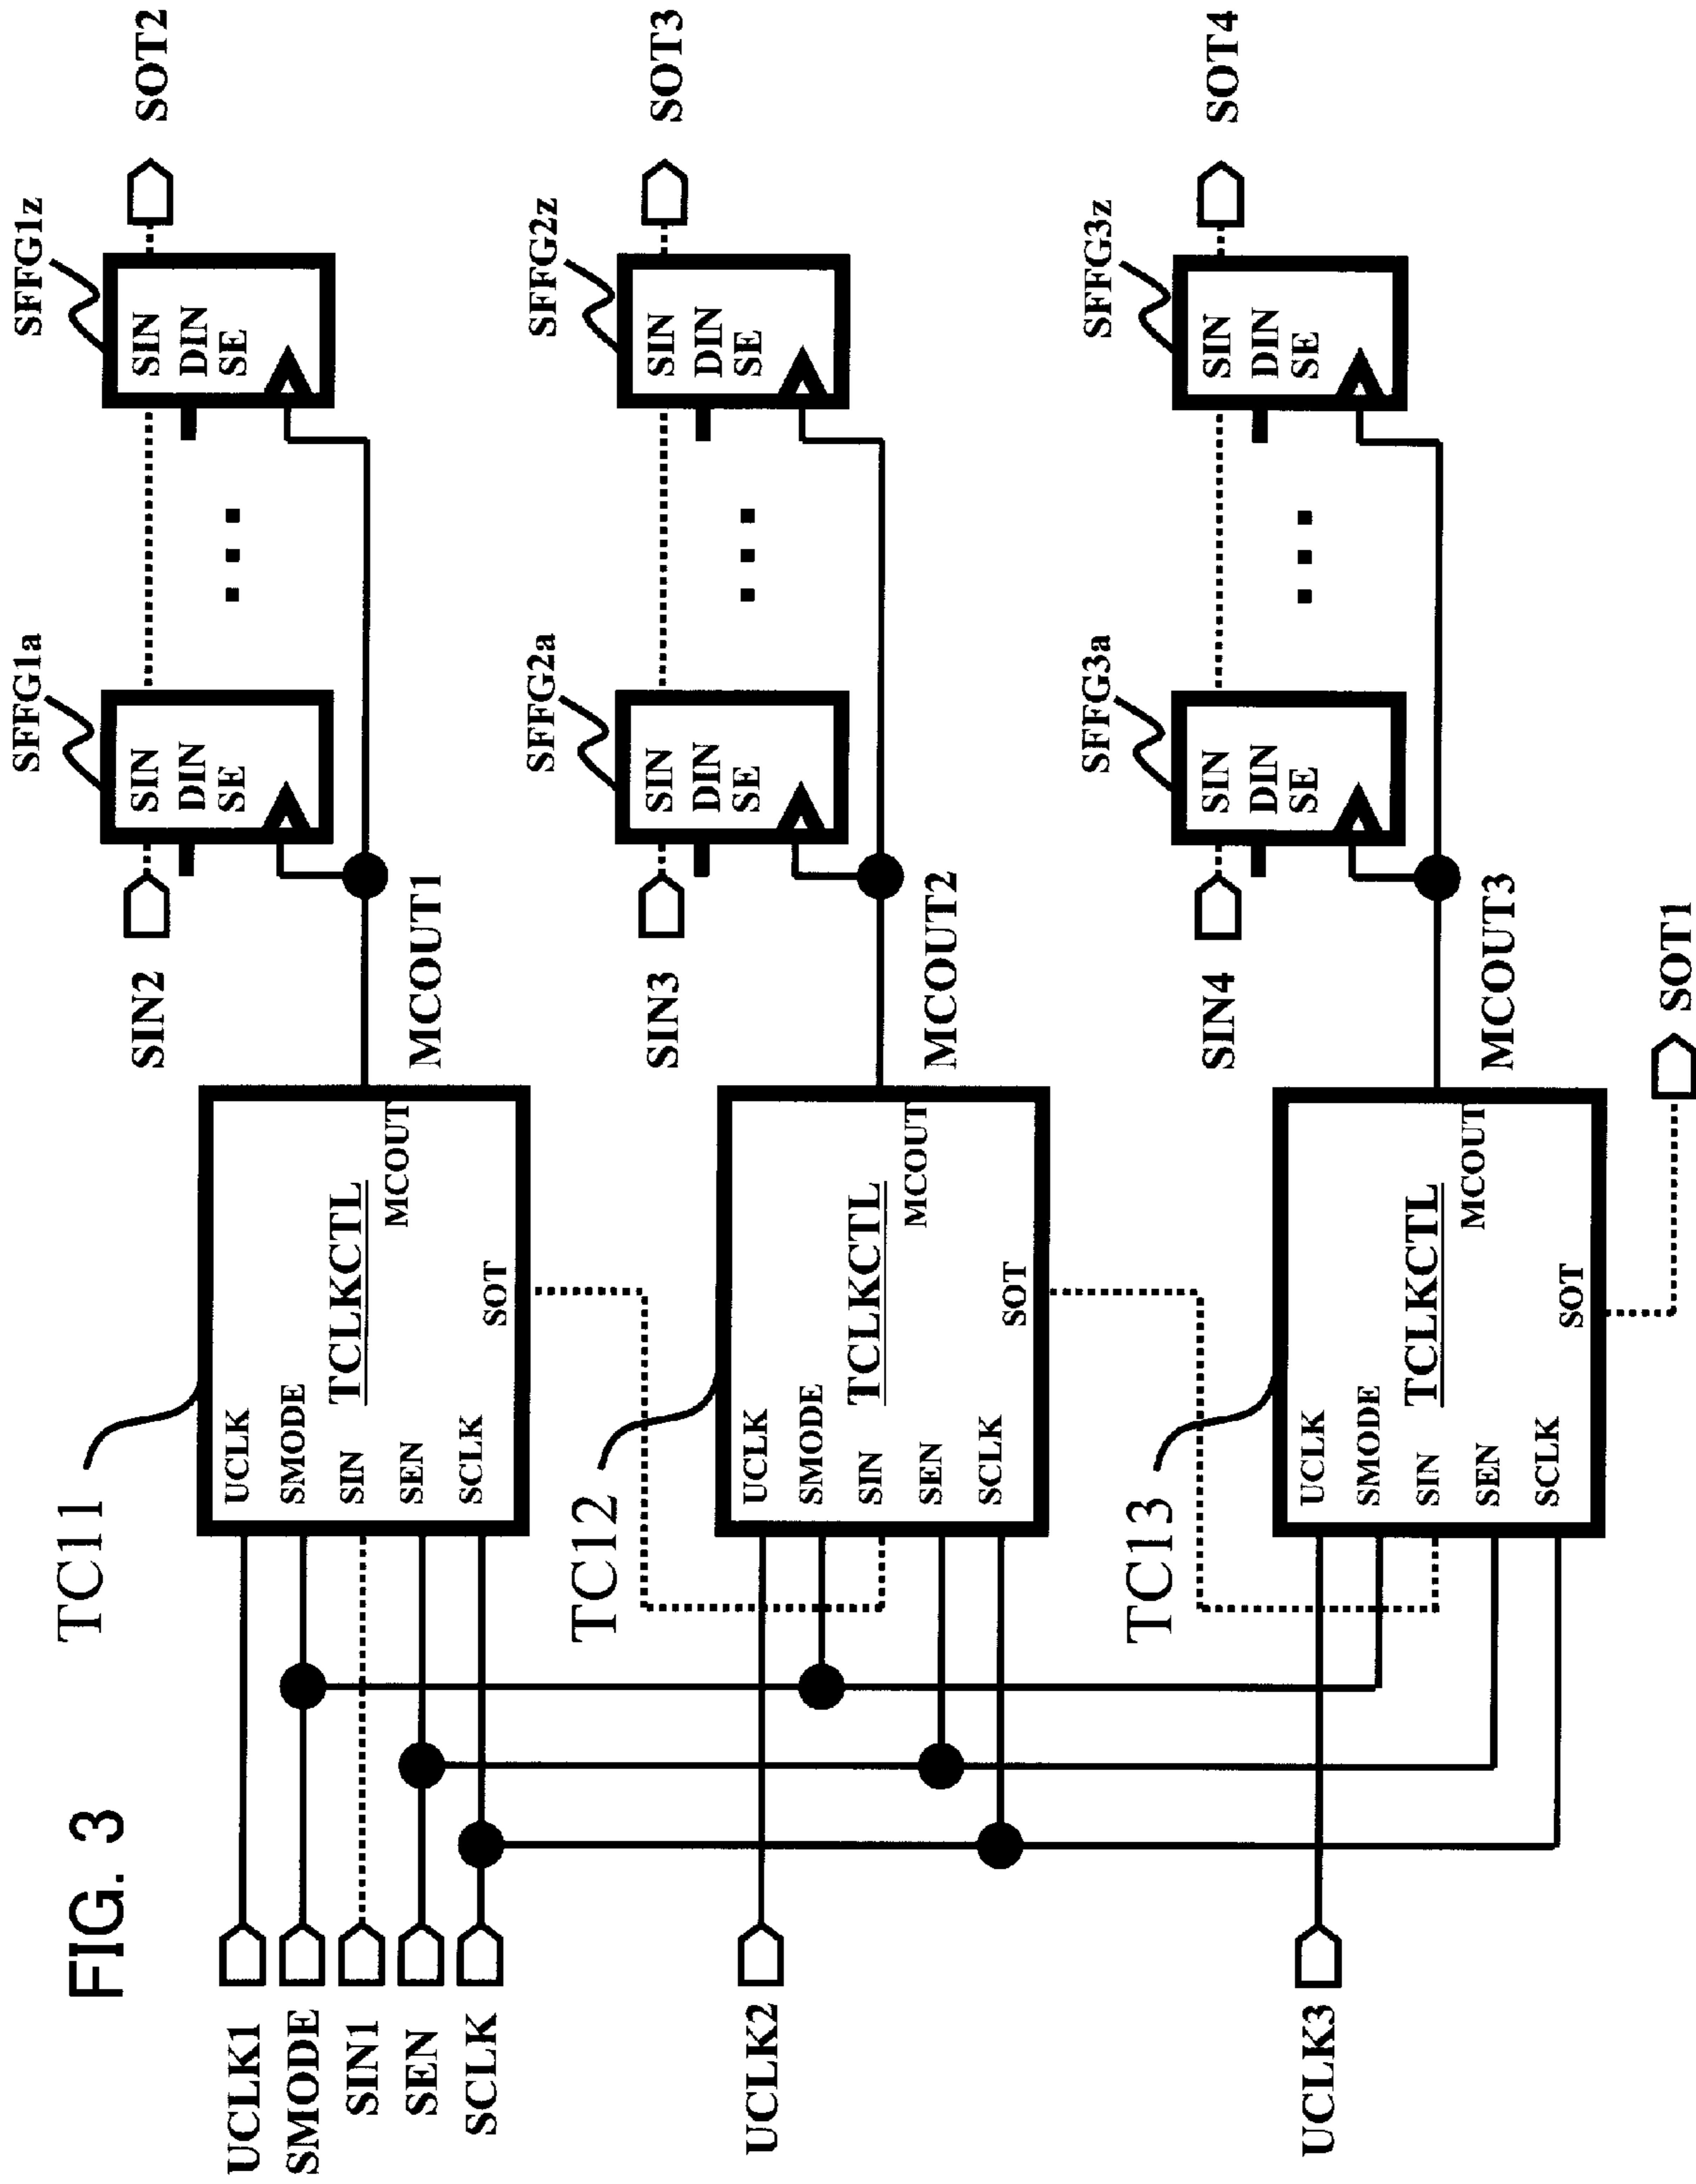 FIG. 3
UCLK1
SMODE
SIN1
SEN
SCLK
UCLK2
UCLK3
TC11
UCLK
SMODE
SIN
SEN
SCLK
TCLKCTL
MCOUT
SOT
MCOUT1
SIN2
SFFG1a
SIN
DIN
SE
SFFG1z
SIN
DIN
SE
SOT2
TC12
UCLK
SMODE
SIN
SEN
SCLK
TCLKCTL
MCOUT
SOT
MCOUT2
SIN3
SFFG2a
SIN
DIN
SE
SFFG2z
SIN
DIN
SE
SOT3
TC13
UCLK
SMODE
SIN
SEN
SCLK
TCLKCTL
MCOUT
SOT
MCOUT3
SIN4
SFFG3a
SIN
DIN
SE
SFFG3z
SIN
DIN
SE
SOT4
SOT1